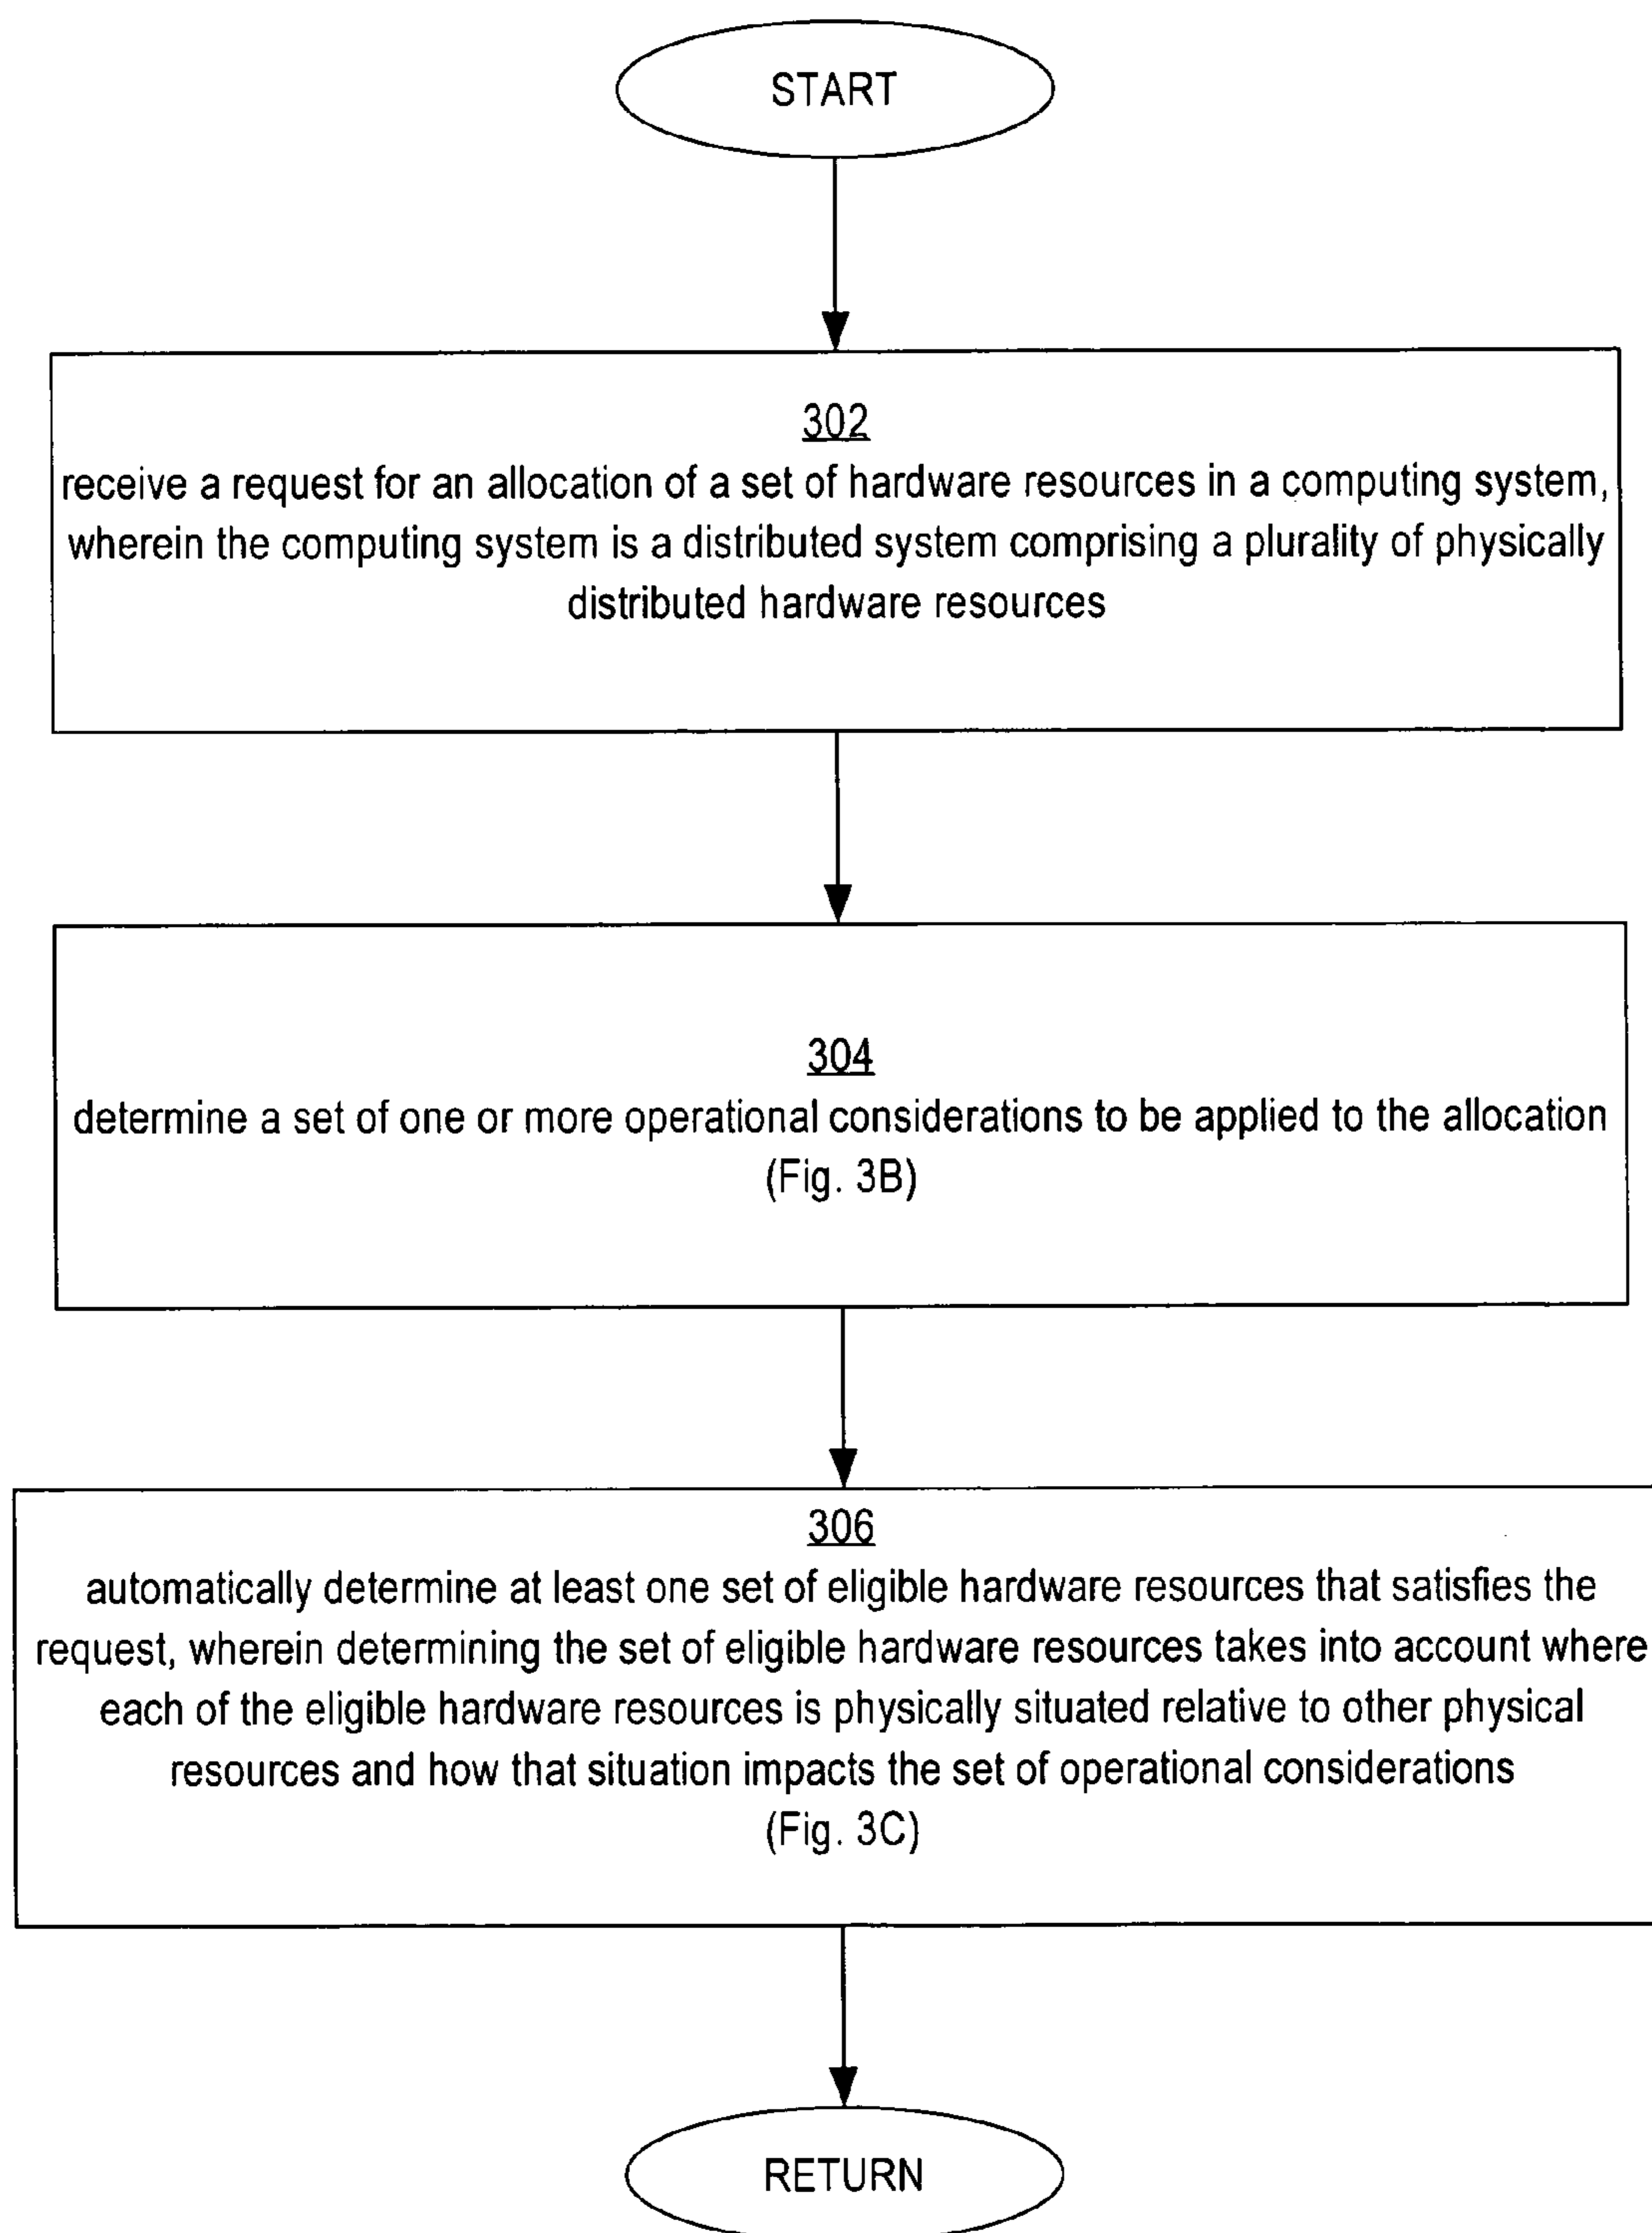 START
302
receive a request for an allocation of a set of hardware resources in a computing system,
wherein the computing system is a distributed system comprising a plurality of physically
distributed hardware resources
304
determine a set of one or more operational considerations to be applied to the allocation
(Fig. 3B)
306
automatically determine at least one set of eligible hardware resources that satisfies the
request, wherein determining the set of eligible hardware resources takes into account where
each of the eligible hardware resources is physically situated relative to other physical
resources and how that situation impacts the set of operational considerations
(Fig. 3C)
RETURN